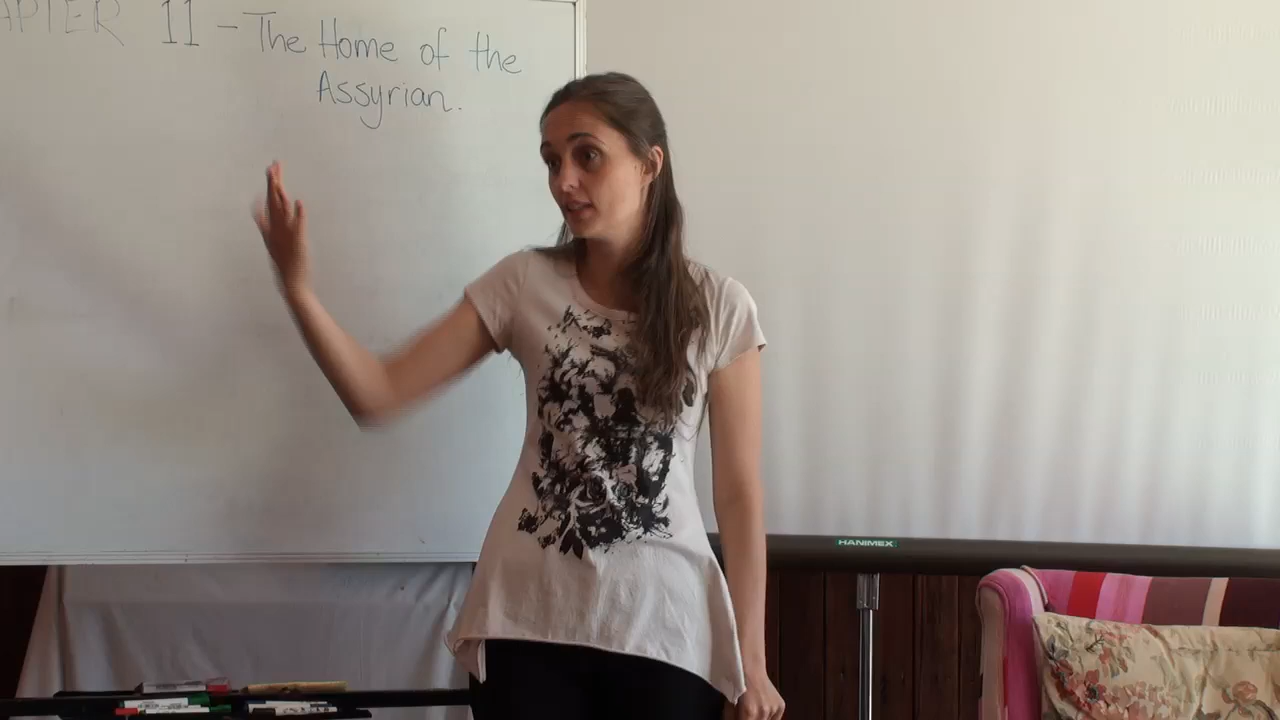 APTER 11 - The Home of the
Assyrian.
HANIMEX